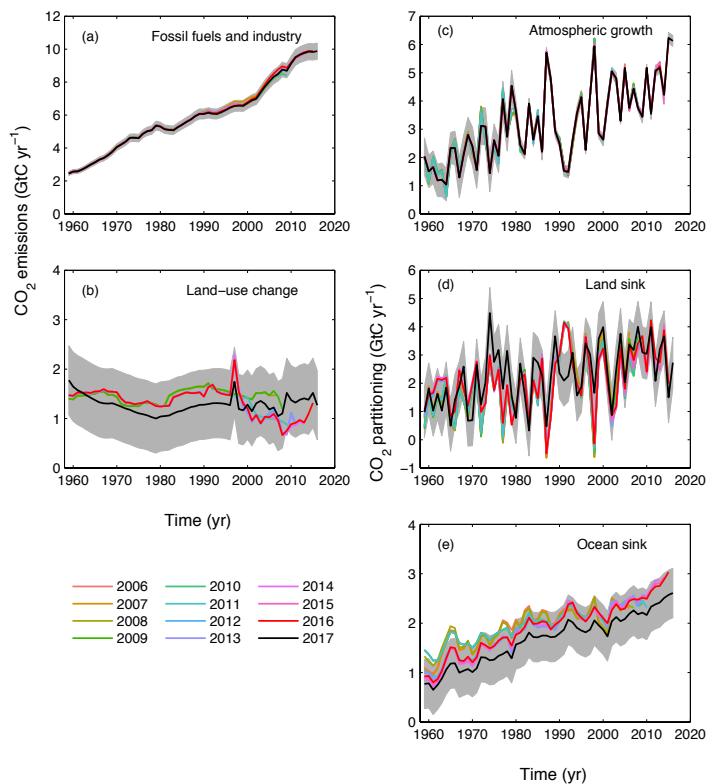 (a) Fossil fuels and industry
12
10
8
6
4
2
0
1960 1970 1980 1990 2000 2010 2020
(b) Land−use change
4
3
2
1
0
1960 1970 1980 1990 2000 2010 2020
CO2 emissions (GtC yr−1)
Time (yr)
2006 2010 2014
2007 2011 2015
2008 2012 2016
2009 2013 2017
(c) Atmospheric growth
7
6
5
4
3
2
1
0
1960 1970 1980 1990 2000 2010 2020
(d) Land sink
6
5
4
3
2
1
0
−1
1960 1970 1980 1990 2000 2010 2020
CO2 partitioning (GtC yr−1)
(e) Ocean sink
4
3
2
1
0
1960 1970 1980 1990 2000 2010 2020
Time (yr)